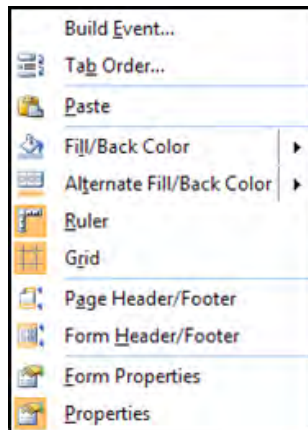 Build Event...
Tab Order...
Paste
Fill/Back Color
Alternate Fill/Back Color
Ruler
Grid
Page Header/Footer
Form Header/Footer
Form Properties
Properties